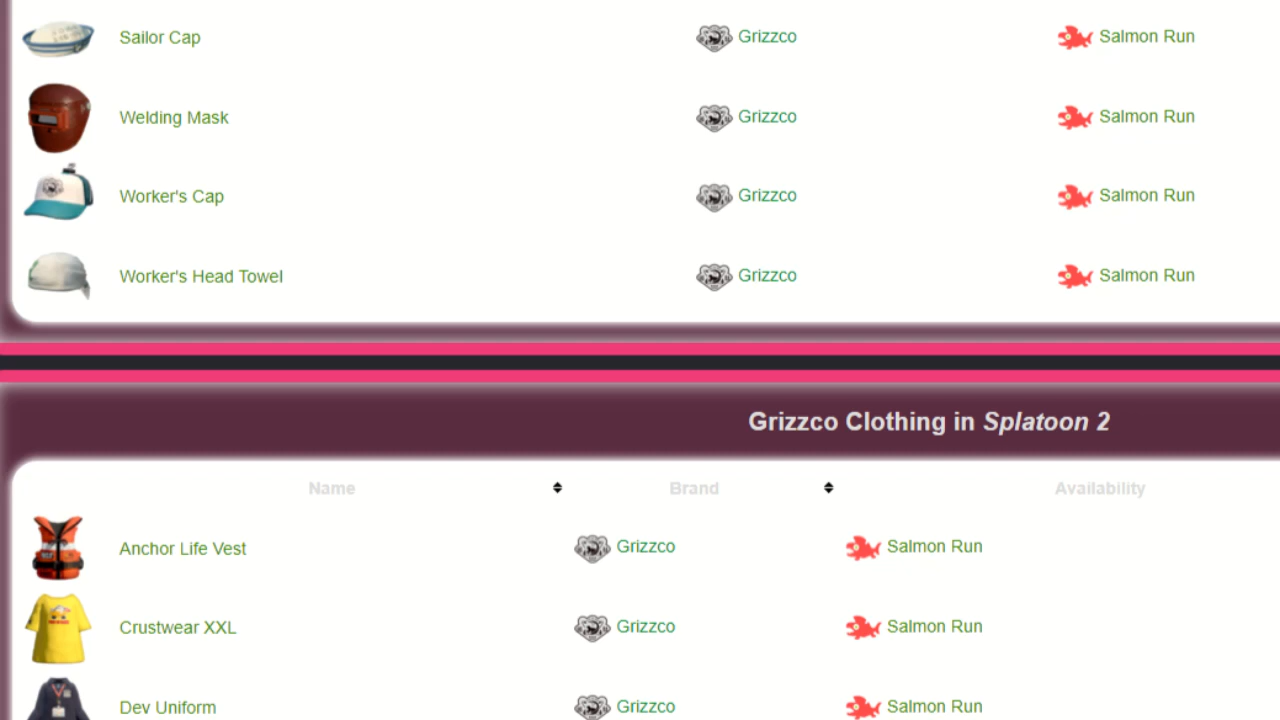 Sailor Cap Grizzco Salmon Run
Welding Mask Grizzco Salmon Run
Worker's Cap Grizzco Salmon Run
Worker's Head Towel Grizzco Salmon Run
Grizzco Clothing in Splatoon 2
Name Brand Availability
Anchor Life Vest Grizzco Salmon Run
Crustwear XXL Grizzco Salmon Run
Dev Uniform Grizzco Salmon Run